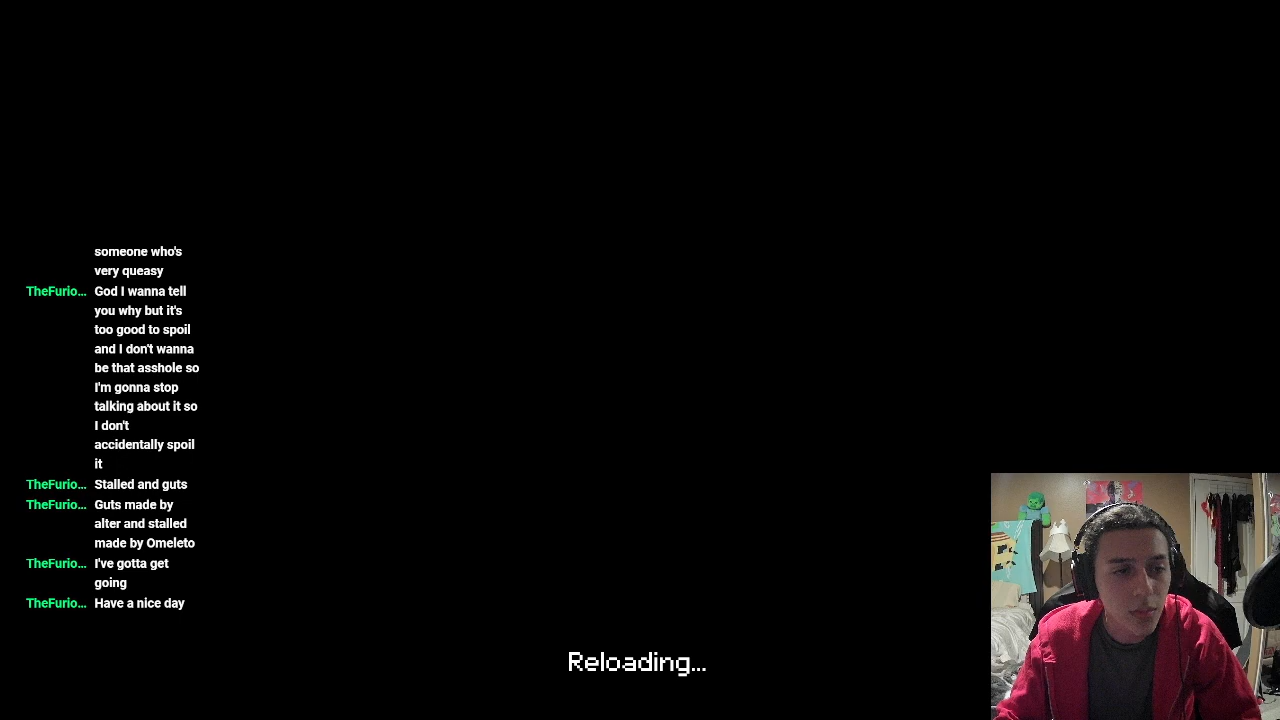 someone who's
very queasy
TheFurio... God I wanna tell
you why but it's
too good to spoil
and I don't wanna
be that asshole so
I'm gonna stop
talking about it so
I don't
accidentally spoil
it
TheFurio... Stalled and guts
TheFurio... Guts made by
alter and stalled
made by Omeleto
TheFurio... I've gotta get
going
TheFurio... Have a nice day
Reloading...